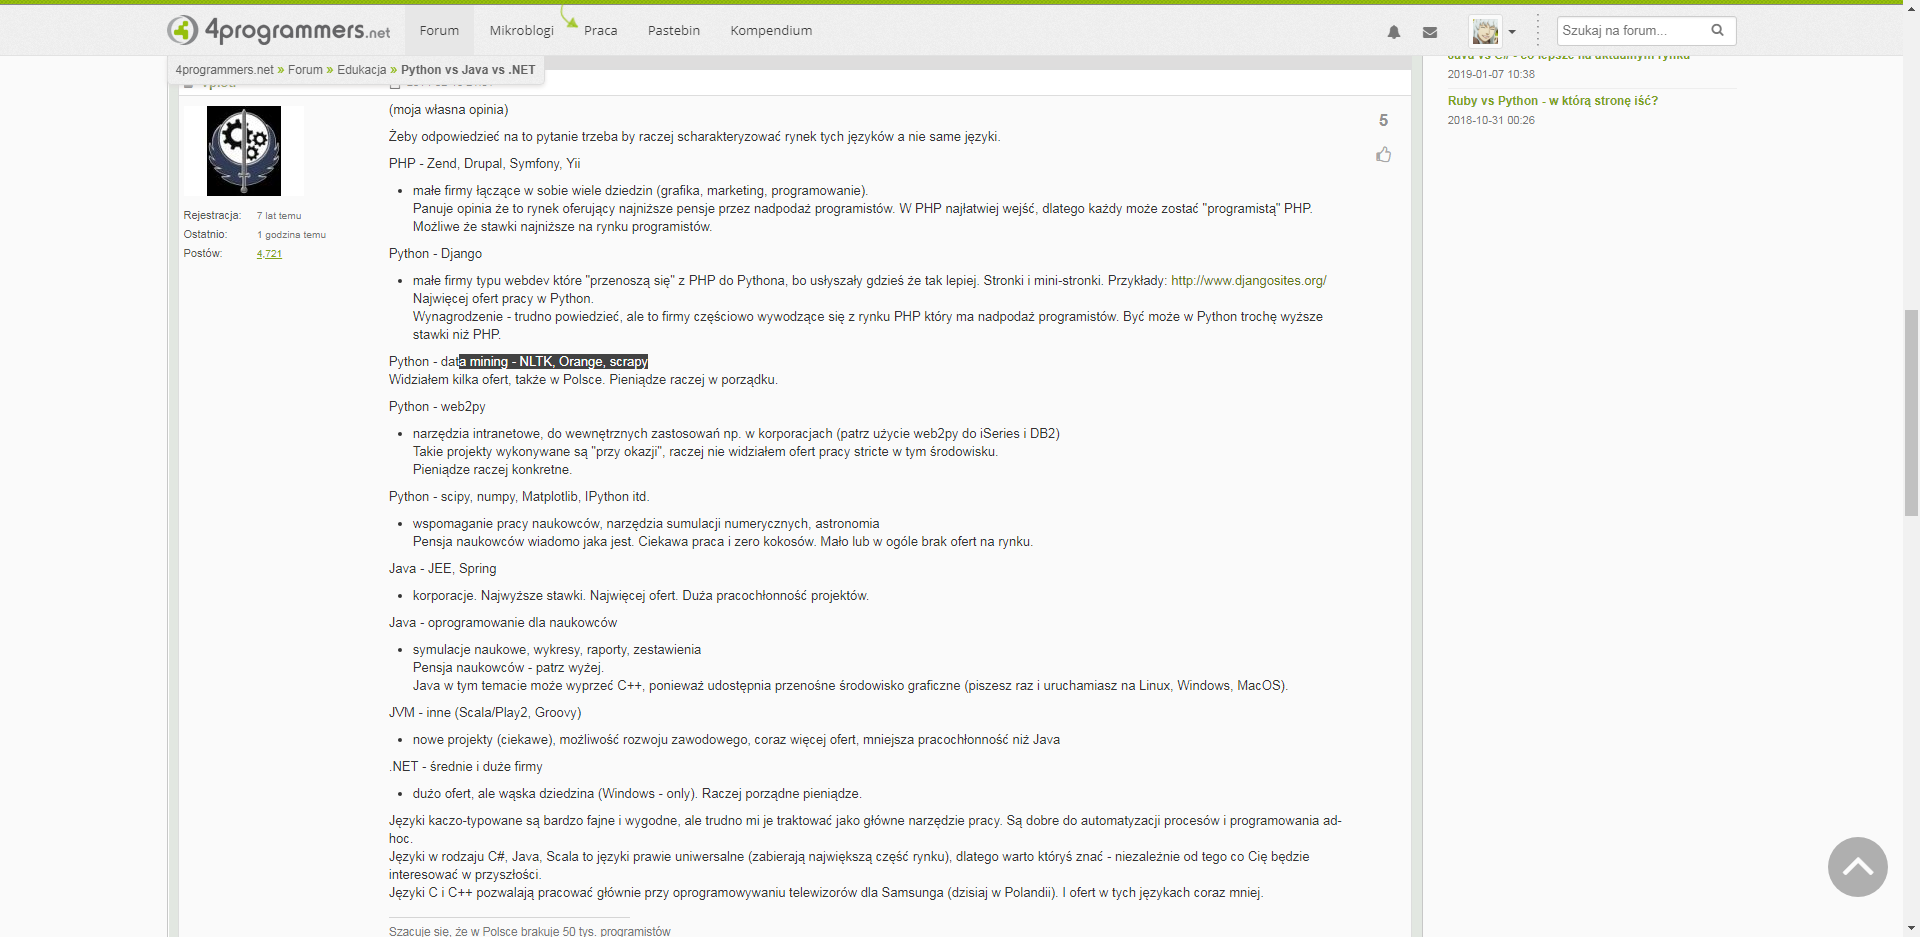 4programmers.net
Forum
Mikroblogi
Praca
Pastebin
Kompendium
Szukaj na forum...
4programmers.net » Forum » Edukacja » Python vs Java vs .NET
Java vs C# - co lepsze na aktualnym rynku
2019-01-07 10:38
Ruby vs Python - w którą stronę iść?
2018-10-31 00:26
Rejestracja: 7 lat temu
Ostatnio: 1 godzina temu
Postów: 4,721
5
(moja własna opinia)
Żeby odpowiedzieć na to pytanie trzeba by raczej scharakteryzować rynek tych języków a nie same języki.
PHP - Zend, Drupal, Symfony, Yii
małe firmy łączące w sobie wiele dziedzin (grafika, marketing, programowanie).
Panuje opinia że to rynek oferujący najniższe pensje przez nadpodaż programistów. W PHP najłatwiej wejść, dlatego każdy może zostać "programistą" PHP.
Możliwe że stawki najniższe na rynku programistów.
Python - Django
małe firmy typu webdev które "przenoszą się" z PHP do Pythona, bo usłyszały gdzieś że tak lepiej. Stronki i mini-stronki. Przykłady: http://www.djangosites.org/
Najwięcej ofert pracy w Python.
Wynagrodzenie - trudno powiedzieć, ale to firmy częściowo wywodzące się z rynku PHP który ma nadpodaż programistów. Być może w Python trochę wyższe
stawki niż PHP.
Python - data mining - NLTK, Orange, scrapy
Widziałem kilka ofert, także w Polsce. Pieniądze raczej w porządku.
Python - web2py
narzędzia intranetowe, do wewnętrznych zastosowań np. w korporacjach (patrz użycie web2py do iSeries i DB2)
Takie projekty wykonywane są "przy okazji", raczej nie widziałem ofert pracy stricte w tym środowisku.
Pieniądze raczej konkretne.
Python - scipy, numpy, Matplotlib, IPython itd.
wspomaganie pracy naukowców, narzędzia sumulacji numerycznych, astronomia
Pensja naukowców wiadomo jaka jest. Ciekawa praca i zero kokosów. Mało lub w ogóle brak ofert na rynku.
Java - JEE, Spring
korporacje. Najwyższe stawki. Najwięcej ofert. Duża pracochłonność projektów.
Java - oprogramowanie dla naukowców
symulacje naukowe, wykresy, raporty, zestawienia
Pensja naukowców - patrz wyżej.
Java w tym temacie może wyprzeć C++, ponieważ udostępnia przenośne środowisko graficzne (piszesz raz i uruchamiasz na Linux, Windows, MacOS).
JVM - inne (Scala/Play2, Groovy)
nowe projekty (ciekawe), możliwość rozwoju zawodowego, coraz więcej ofert, mniejsza pracochłonność niż Java
.NET - średnie i duże firmy
dużo ofert, ale wąska dziedzina (Windows - only). Raczej porządne pieniądze.
Języki kaczo-typowane są bardzo fajne i wygodne, ale trudno mi je traktować jako główne narzędzie pracy. Są dobre do automatyzacji procesów i programowania ad-
hoc.
Języki w rodzaju C#, Java, Scala to języki prawie uniwersalne (zabierają największą część rynku), dlatego warto któryś znać - niezależnie od tego co Cię będzie
interesować w przyszłości.
Języki C i C++ pozwalają pracować głównie przy oprogramowywaniu telewizorów dla Samsunga (dzisiaj w Polandii). I ofert w tych językach coraz mniej.
Szacuje się, że w Polsce brakuje 50 tys. programistów